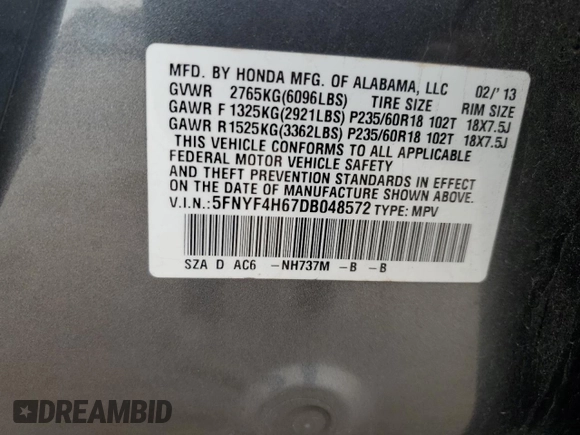 MFD. BY HONDA MFG. OF ALABAMA, LLC 02/'13
GVWR 2765KG(6096LBS) TIRE SIZE RIM SIZE
GAWR F 1325KG(2921LBS) P235/60R18 102T 18X7.5J
GAWR R 1525KG(3362LBS) P235/60R18 102T 18X7.5J
THIS VEHICLE CONFORMS TO ALL APPLICABLE
FEDERAL MOTOR VEHICLE SAFETY
AND THEFT PREVENTION STANDARDS IN EFFECT
ON THE DATE OF MANUFACTURE SHOWN ABOVE.
V.I.N.:5FNYF4H67DB048572 TYPE: MPV
SZA D AC6 -NH737M -B -B
DREAMBID